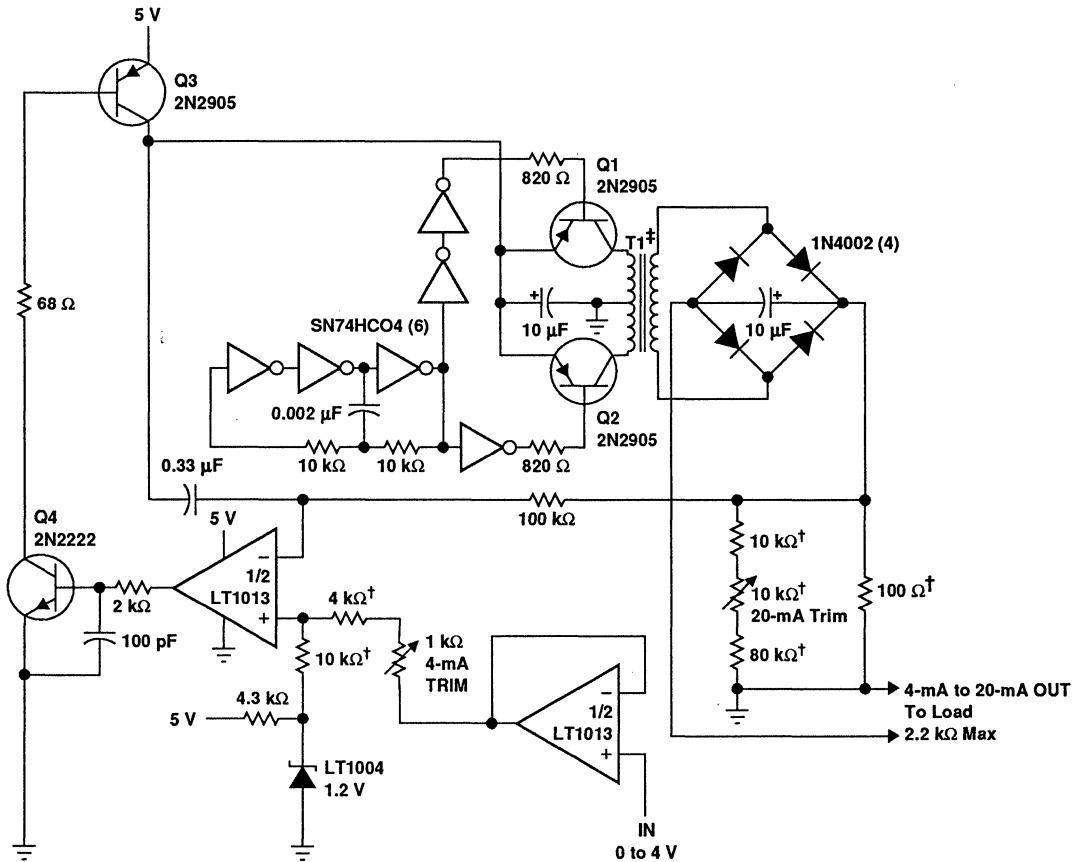 5 V
Q3
2N2905
820 Ω
Q1
2N2905
T1‡
1N4002 (4)
68 Ω
10 µF
10 µF
SN74HCO4 (6)
0.002 µF
10 kΩ
10 kΩ
820 Ω
Q2
2N2905
0.33 µF
100 kΩ
Q4
2N2222
5 V
–
1/2
LT1013
+
2 kΩ
100 pF
4 kΩ†
10 kΩ†
1 kΩ
4-mA
TRIM
10 kΩ†
10 kΩ†
20-mA Trim
80 kΩ†
100 Ω†
4.3 kΩ
5 V
LT1004
1.2 V
–
1/2
LT1013
+
4-mA to 20-mA OUT
To Load
2.2 kΩ Max
IN
0 to 4 V
+
+